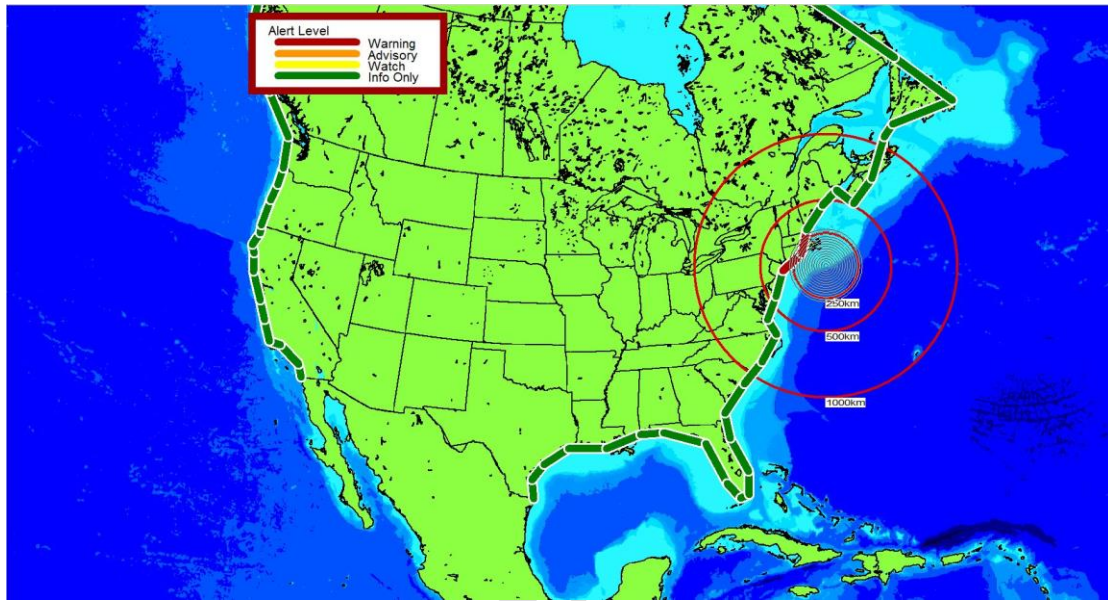 Alert Level
Warning
Advisory
Watch
Info Only
250km
500km
1000km